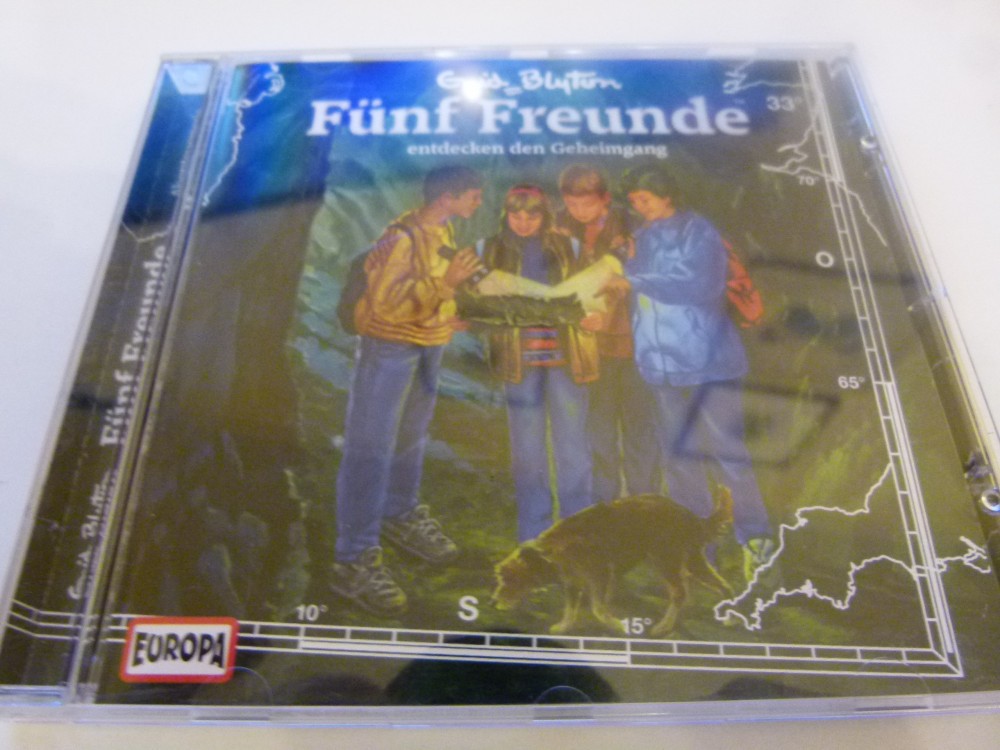 Enid Blyton
Fünf Freunde
33°
entdecken den Geheimgang
70°
O
65°
10°
S
15°
EUROPA
Enid Blyton Fünf Freunde